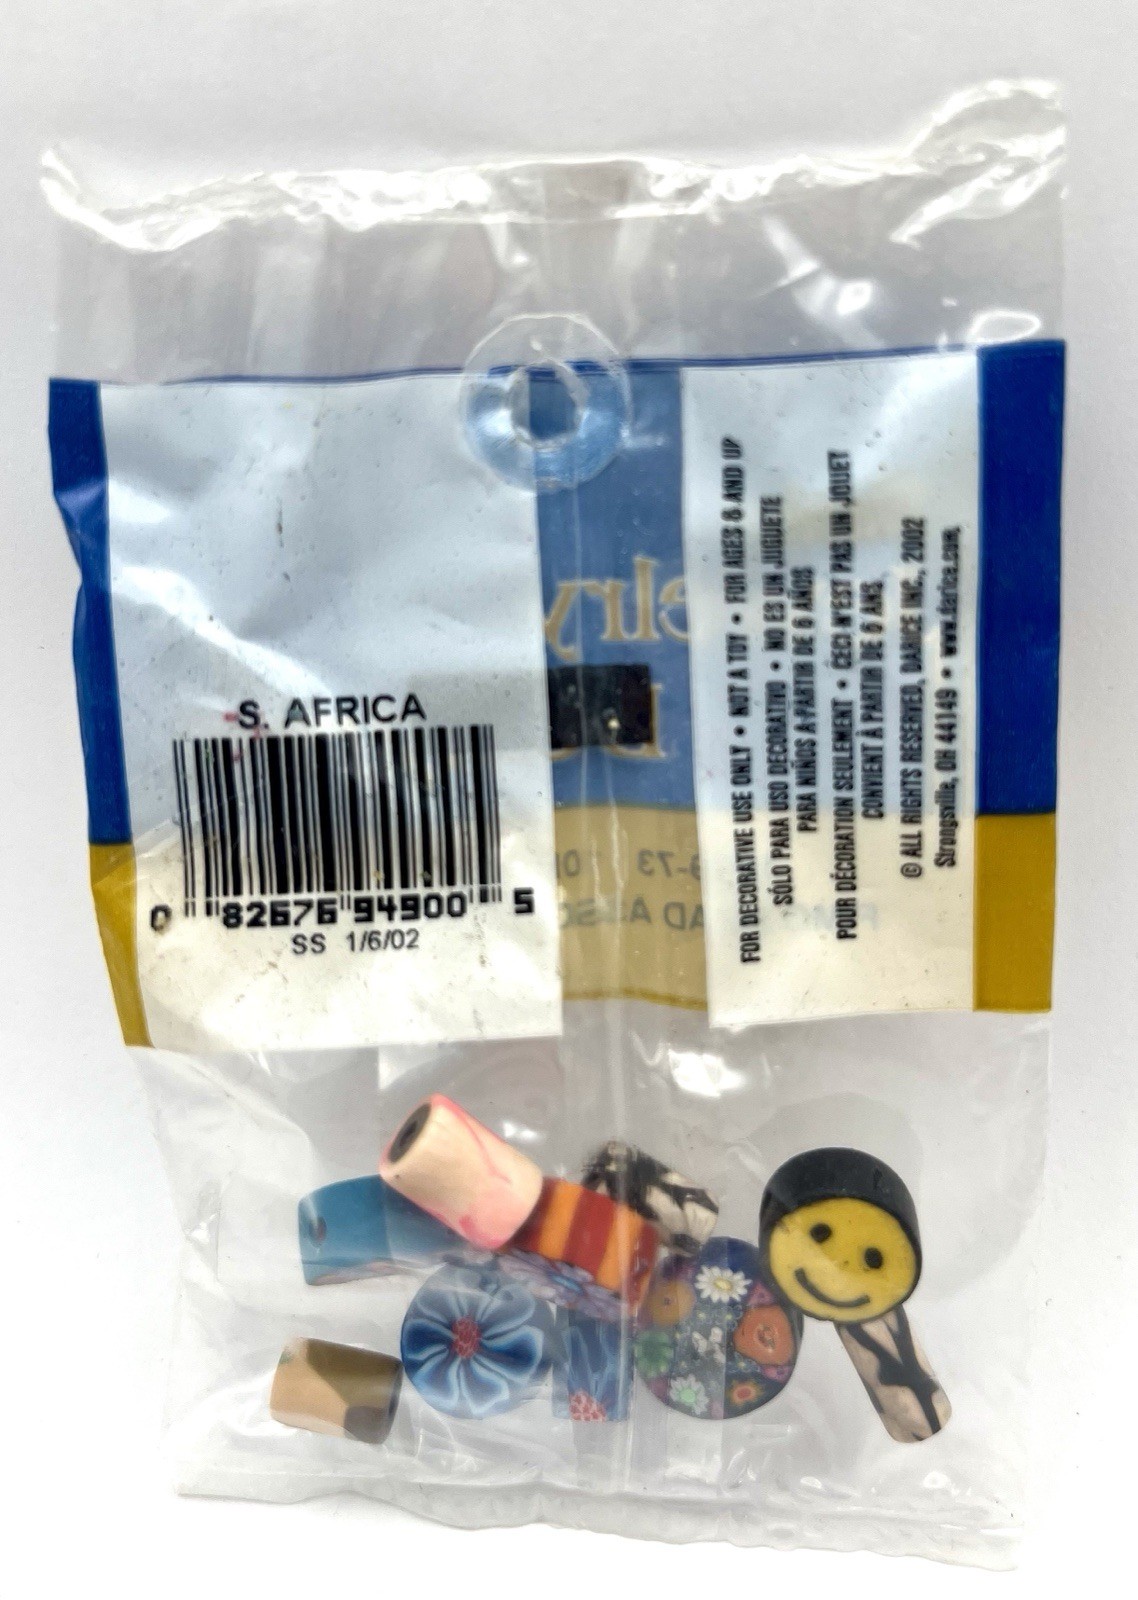 S. AFRICA
0 82676 94900 5
SS 1/6/02
FOR DECORATIVE USE ONLY • NOT A TOY • FOR AGES 6 AND UP
SÓLO PARA USO DECORATIVO • NO ES UN JUGUETE
PARA NIÑOS A PARTIR DE 6 AÑOS
POUR DÉCORATION SEULEMENT • CECI N'EST PAS UN JOUET
CONVIENT À PARTIR DE 6 ANS.
© ALL RIGHTS RESERVED, DARICE INC., 2002
Strongsville, OH 44149 • www.darice.com
elry
-73